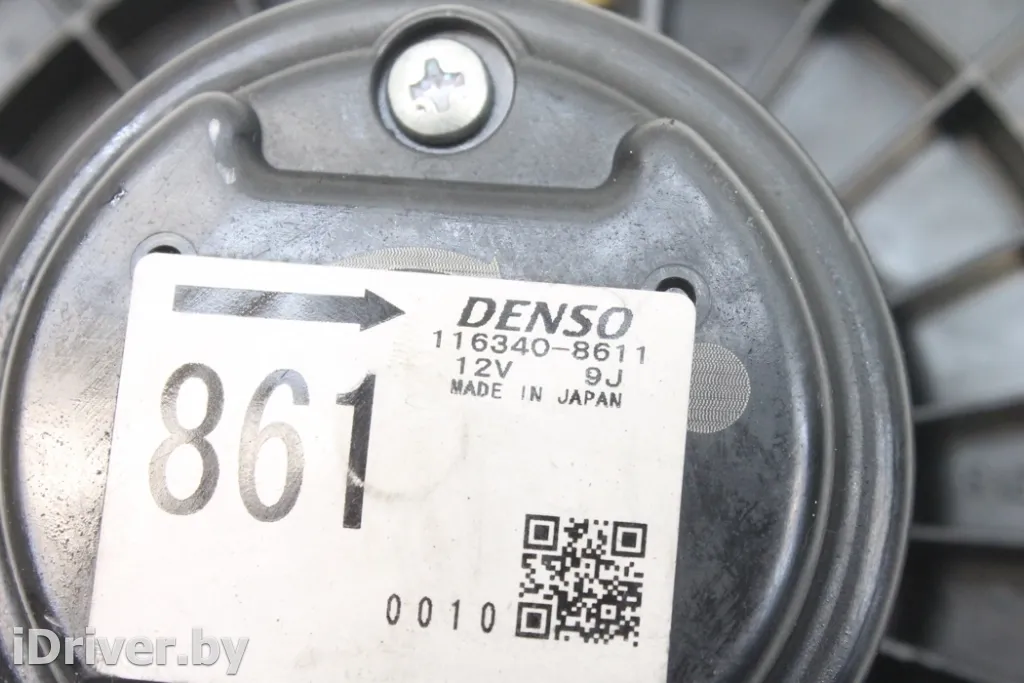 DENSO
116340-8611
12V 9J
MADE IN JAPAN
861
0010
iDriver.by